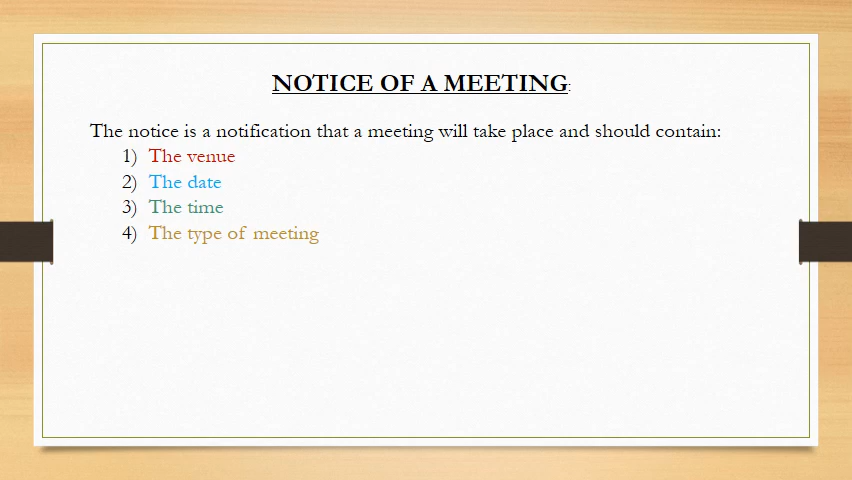 NOTICE OF A MEETING:
The notice is a notification that a meeting will take place and should contain:
1) The venue
2) The date
3) The time
4) The type of meeting